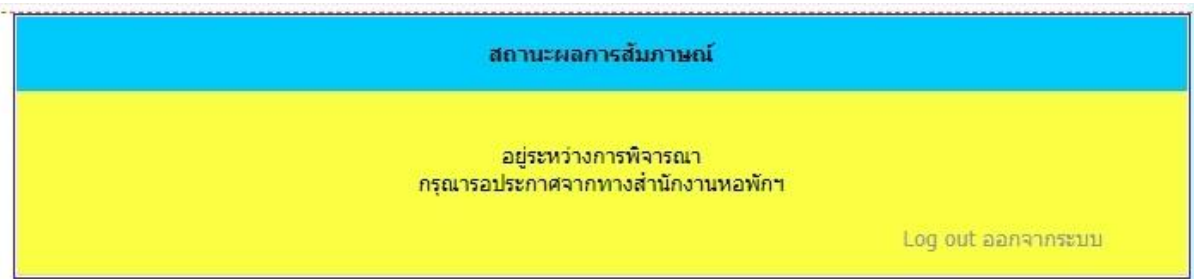 สถานะผลการสัมภาษณ์
อยู่ระหว่างการพิจารณา
กรุณารอประกาศจากทางสำนักงานหอพักฯ
Log out ออกจากระบบ